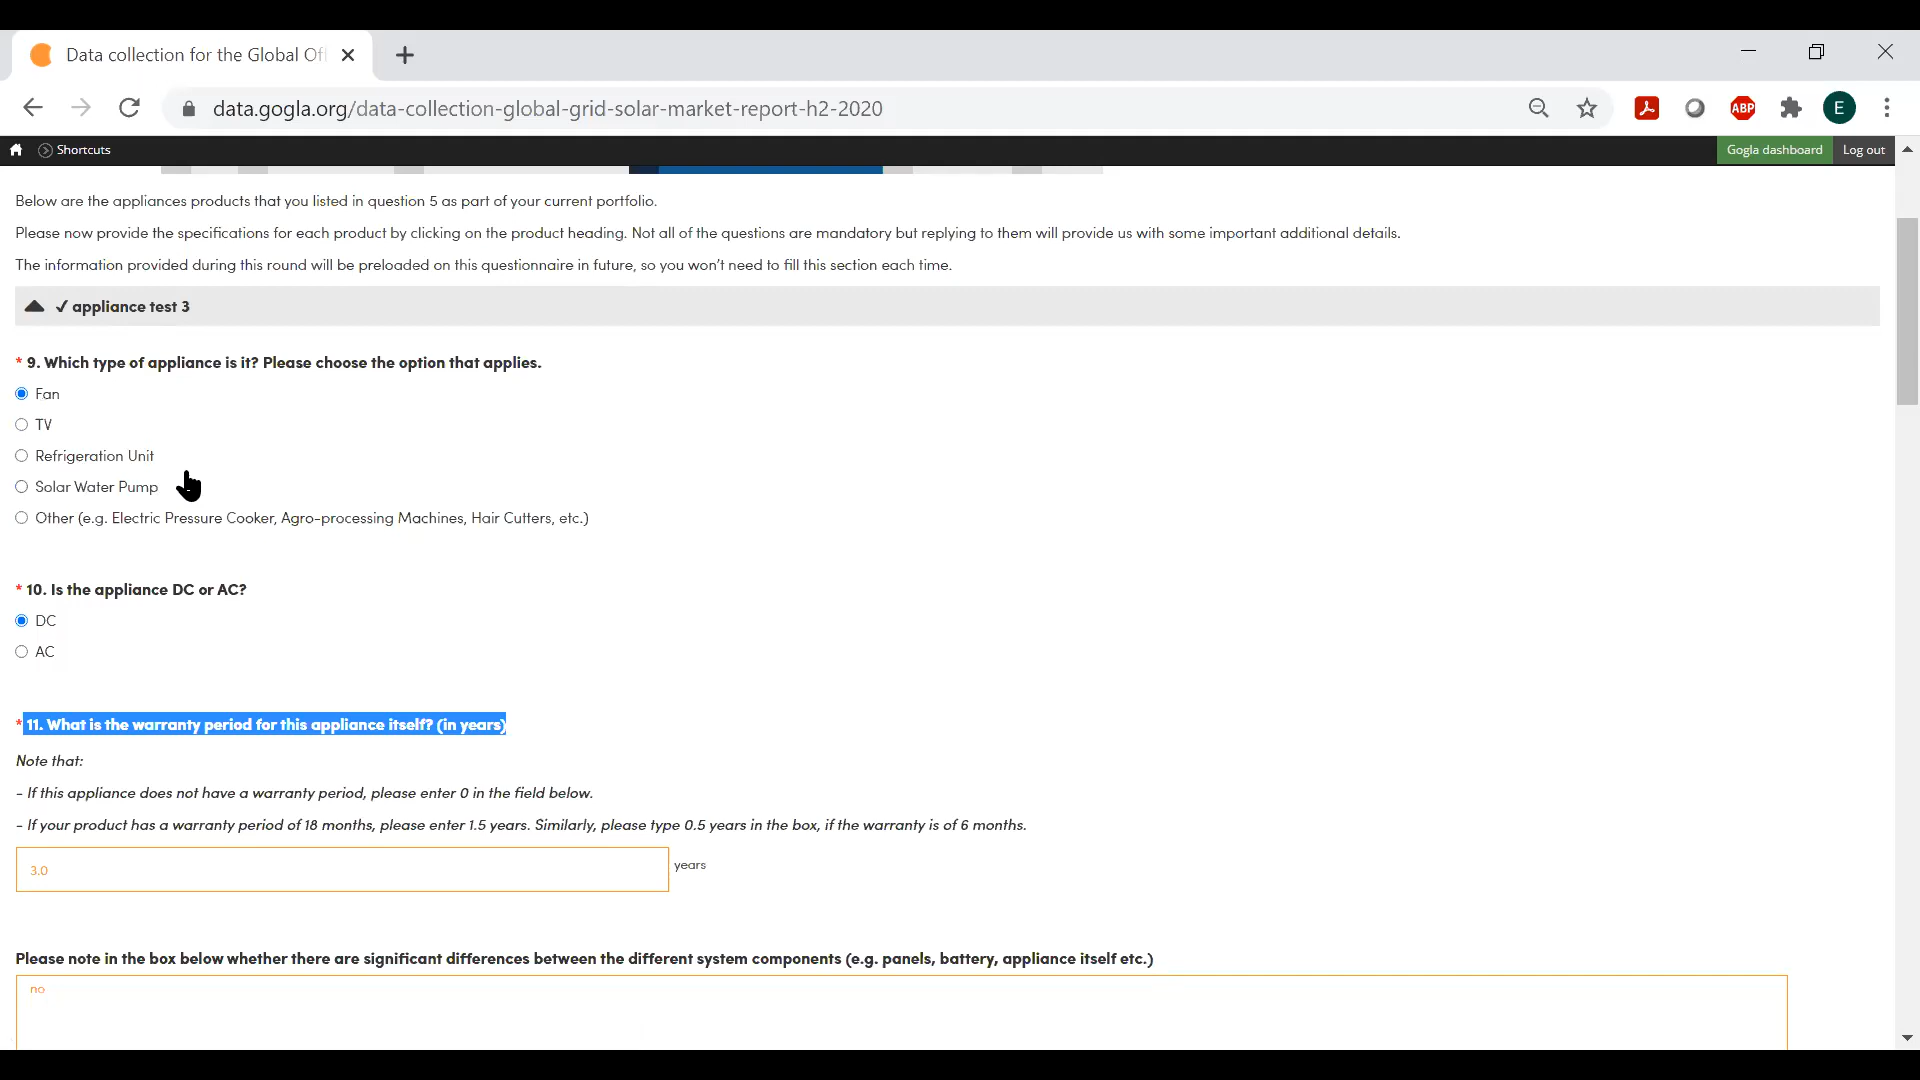 Data collection for the Global Of
data.gogla.org/data-collection-global-grid-solar-market-report-h2-2020
ABP
E
Shortcuts
Gogla dashboard
Log out
Below are the appliances products that you listed in question 5 as part of your current portfolio.
Please now provide the specifications for each product by clicking on the product heading. Not all of the questions are mandatory but replying to them will provide us with some important additional details.
The information provided during this round will be preloaded on this questionnaire in future, so you won't need to fill this section each time.
✓ appliance test 3
* 9. Which type of appliance is it? Please choose the option that applies.
Fan
TV
Refrigeration Unit
Solar Water Pump
Other (e.g. Electric Pressure Cooker, Agro-processing Machines, Hair Cutters, etc.)
* 10. Is the appliance DC or AC?
DC
AC
* 11. What is the warranty period for this appliance itself? (in years)
Note that:
- If this appliance does not have a warranty period, please enter 0 in the field below.
- If your product has a warranty period of 18 months, please enter 1.5 years. Similarly, please type 0.5 years in the box, if the warranty is of 6 months.
3.0 years
Please note in the box below whether there are significant differences between the different system components (e.g. panels, battery, appliance itself etc.)
no